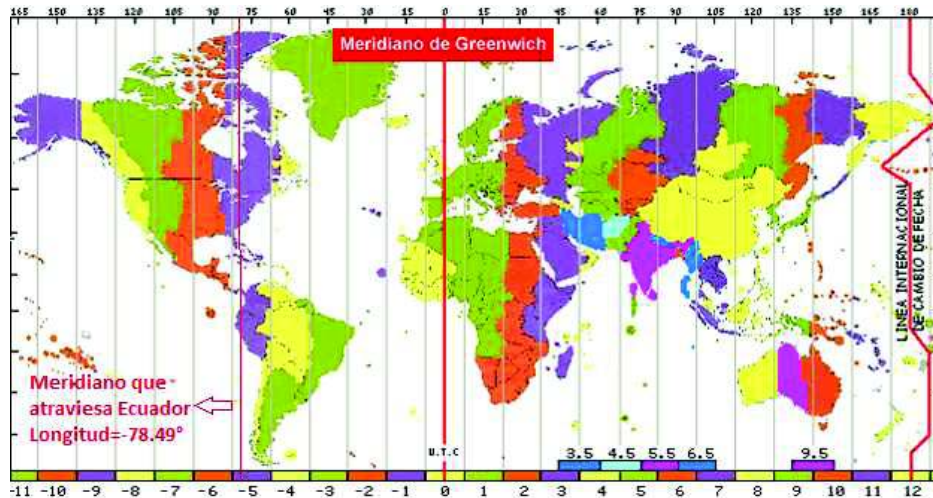 165 150 135 120 105 90 75 60 45 30 15 0 15 30 45 60 75 90 105 120 135 150 165 180
Meridiano de Greenwich
LINEA INTERNACIONAL
DE CAMBIO DE FECHA
Meridiano que
atraviesa Ecuador
Longitud=-78.49°
U.T.C
3.5 4.5 5.5 6.5 9.5
-11 -10 -9 -8 -7 -6 -5 -4 -3 -2 -1 0 1 2 3 4 5 6 7 8 9 10 11 12